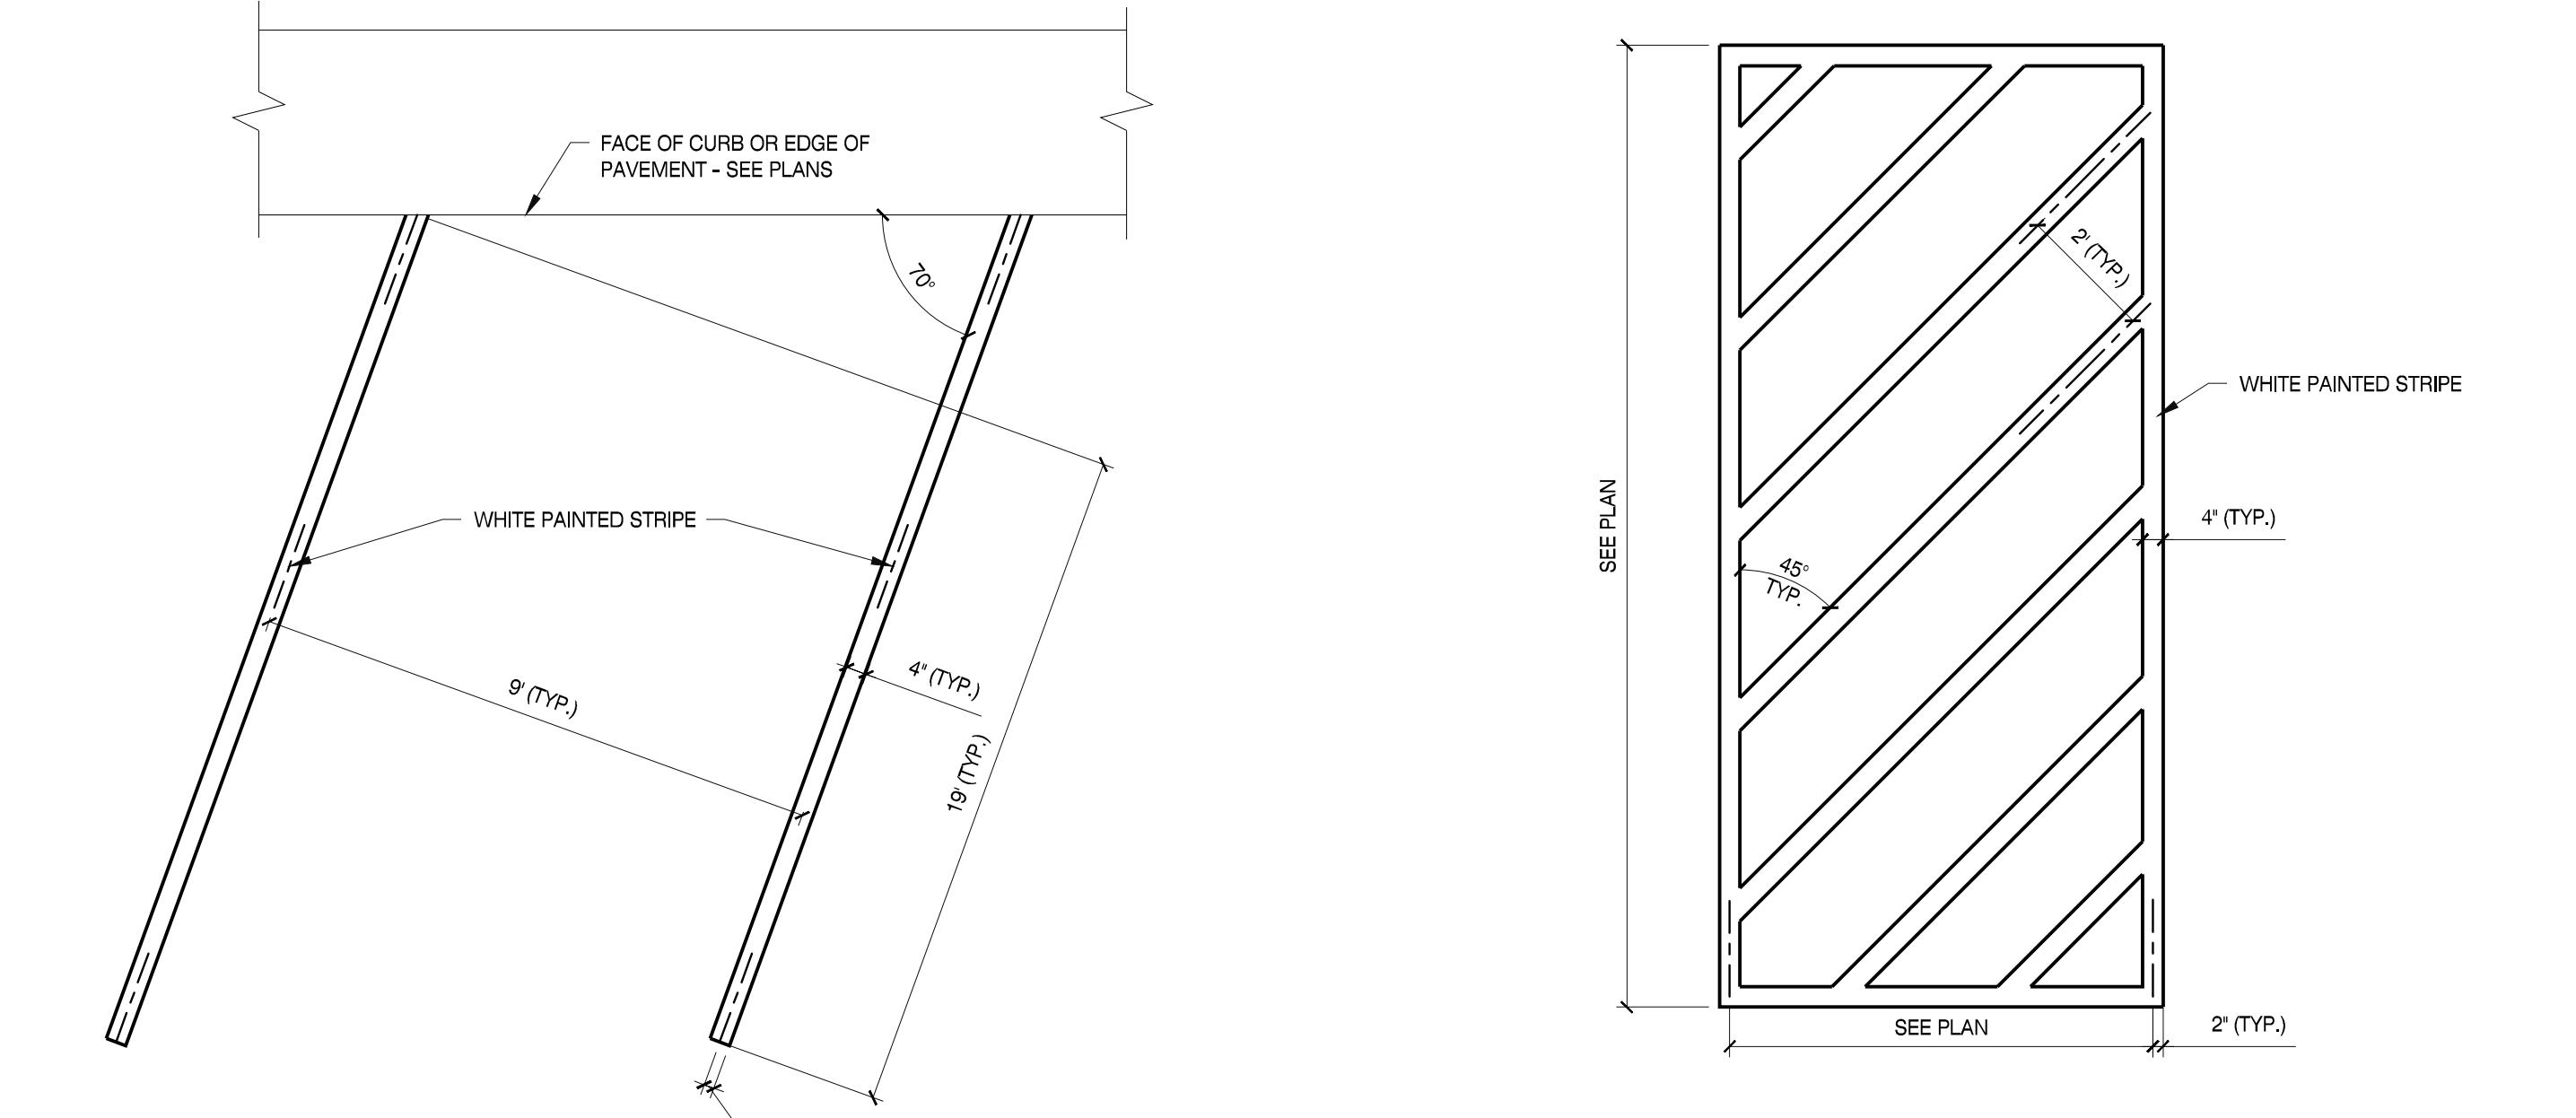 FACE OF CURB OR EDGE OF
PAVEMENT - SEE PLANS
70°
WHITE PAINTED STRIPE
9' (TYP.)
4" (TYP.)
19' (TYP.)
SEE PLAN
2' (TYP.)
WHITE PAINTED STRIPE
4" (TYP.)
45°
TYP.
SEE PLAN
2" (TYP.)